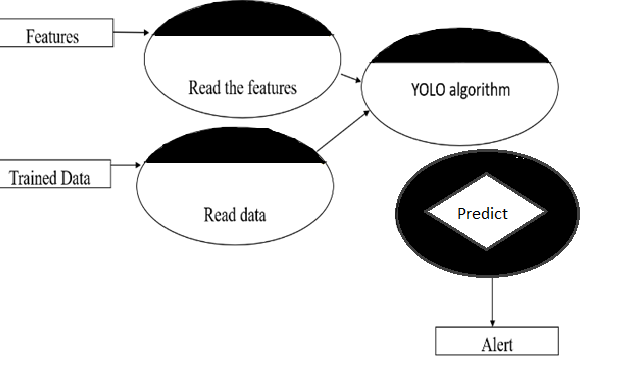 Features
Read the features
YOLO algorithm
Trained Data
Read data
Predict
Alert